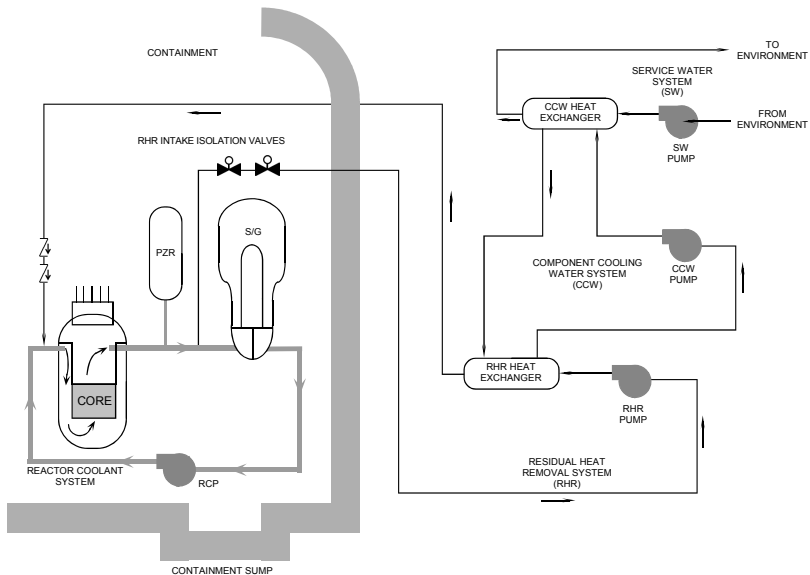 CONTAINMENT
TO
ENVIRONMENT
SERVICE WATER
SYSTEM
(SW)
CCW HEAT
EXCHANGER
FROM
ENVIRONMENT
SW
PUMP
RHR INTAKE ISOLATION VALVES
PZR
S/G
COMPONENT COOLING
WATER SYSTEM
(CCW)
CCW
PUMP
RHR HEAT
EXCHANGER
RHR
PUMP
CORE
REACTOR COOLANT
SYSTEM
RCP
RESIDUAL HEAT
REMOVAL SYSTEM
(RHR)
CONTAINMENT SUMP